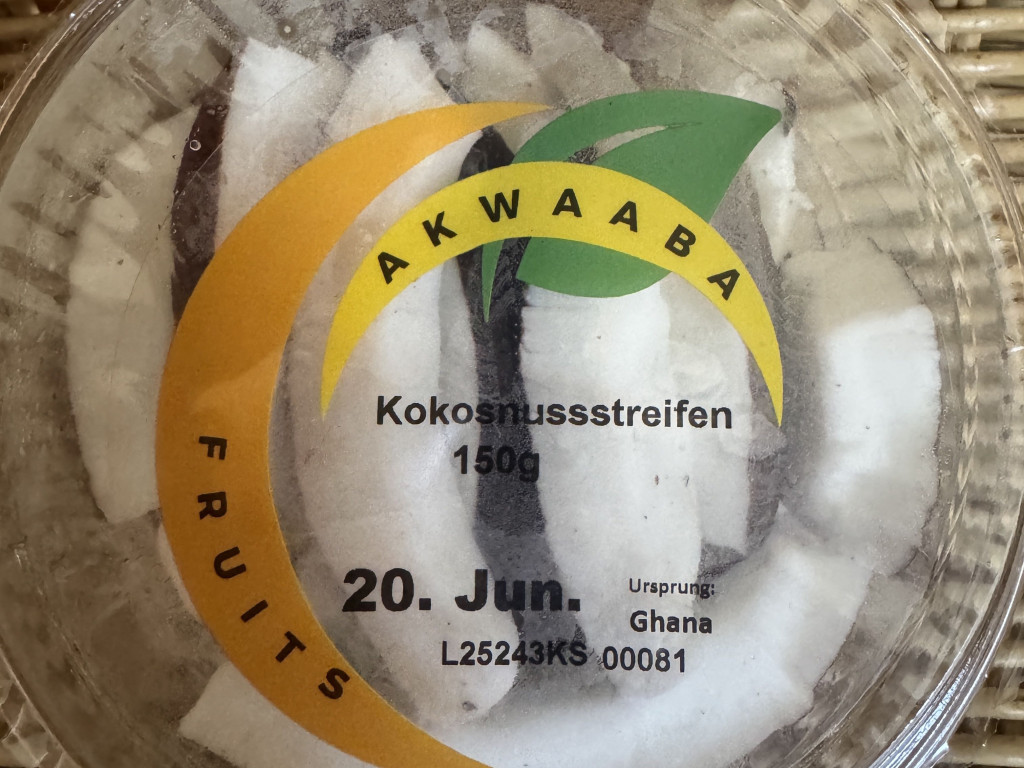 AKWAABA
FRUITS
Kokosnussstreifen
150g
20. Jun.
Ursprung:
Ghana
L25243KS 00081